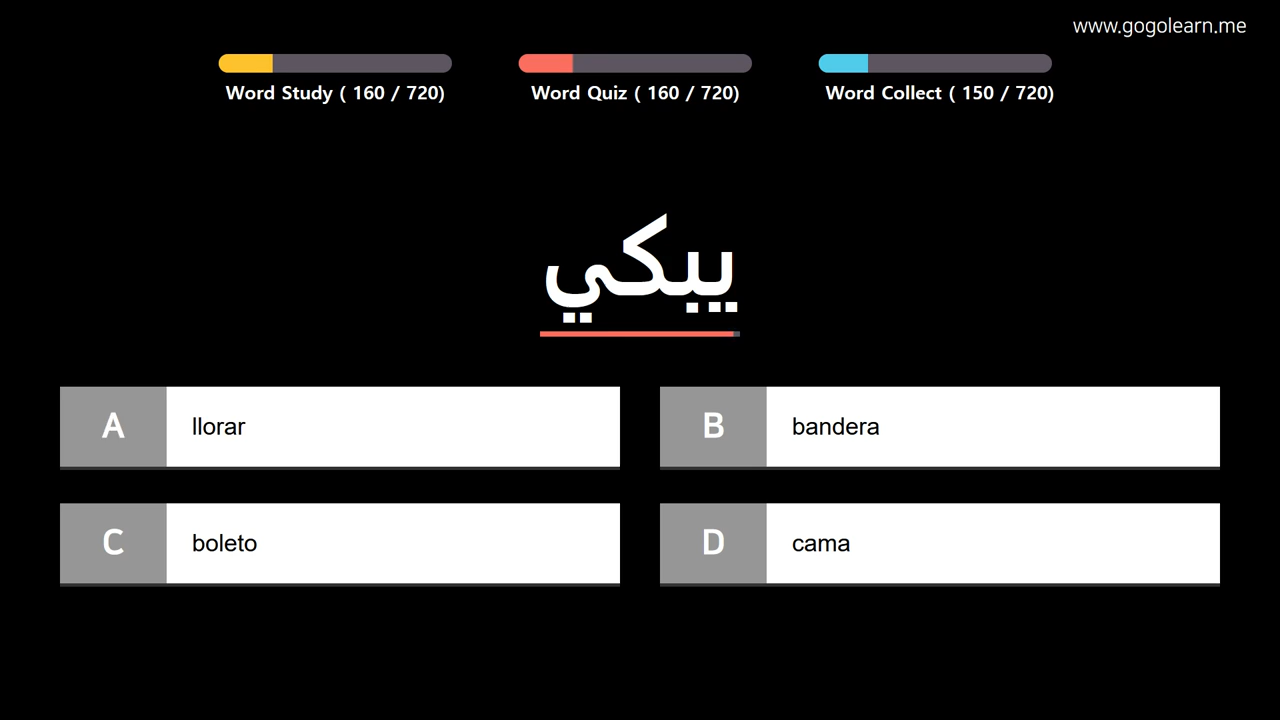 www.gogolearn.me
Word Study ( 160 / 720)
Word Quiz ( 160 / 720)
Word Collect ( 150 / 720)
يبكي
A llorar
B bandera
C boleto
D cama